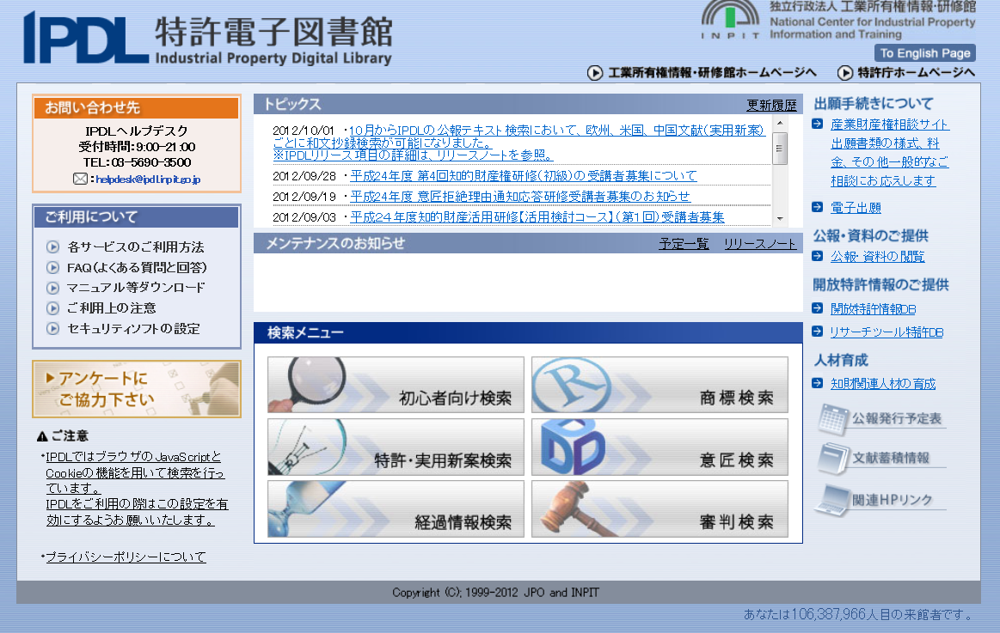 IPDL 特許電子図書館
Industrial Property Digital Library
INPIT
独立行政法人 工業所有権情報・研修館
National Center for Industrial Property
Information and Training
To English Page
工業所有権情報・研修館ホームページへ
特許庁ホームページへ
お問い合わせ先
IPDLヘルプデスク
受付時間:9:00-21:00
TEL:03-5690-3500
:helpdesk@ipdl.inpit.go.jp
ご利用について
各サービスのご利用方法
FAQ(よくある質問と回答)
マニュアル等ダウンロード
ご利用上の注意
セキュリティソフトの設定
アンケートに
ご協力下さい
ご注意
・IPDLではブラウザのJavaScriptと
Cookieの機能を用いて検索を行っ
ています。
IPDLをご利用の際はこの設定を有
効にするようお願いいたします。
・プライバシーポリシーについて
トピックス
更新履歴
2012/10/01 ・10月からIPDLの公報テキスト検索において、欧州、米国、中国文献(実用新案)
ごとに和文抄録検索が可能になりました。
※IPDLリリース項目の詳細は、リリースノートを参照。
2012/09/28 ・平成24年度 第4回知的財産権研修(初級)の受講者募集について
2012/09/19 ・平成24年度 意匠拒絶理由通知応答研修受講者募集のお知らせ
2012/09/03 ・平成24年度知的財産活用研修【活用検討コース】(第1回)受講者募集
メンテナンスのお知らせ
予定一覧
リリースノート
検索メニュー
初心者向け検索
商標検索
特許・実用新案検索
意匠検索
経過情報検索
審判検索
出願手続きについて
産業財産権相談サイト
出願書類の様式、料
金、その他一般的なご
相談にお応えします
電子出願
公報・資料のご提供
公報・資料の閲覧
開放特許情報のご提供
開放特許情報DB
リサーチツール特許DB
人材育成
知財関連人材の育成
公報発行予定表
文献蓄積情報
関連HPリンク
Copyright (C); 1999-2012 JPO and INPIT
あなたは106,387,966人目の来館者です。